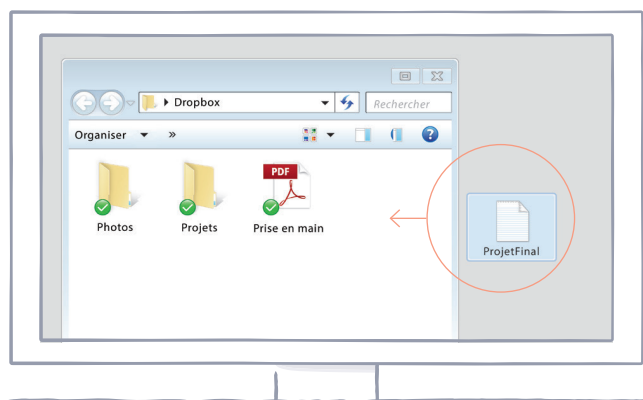 Dropbox
Rechercher
Organiser »
?
PDF
Photos
Projets
Prise en main
ProjetFinal